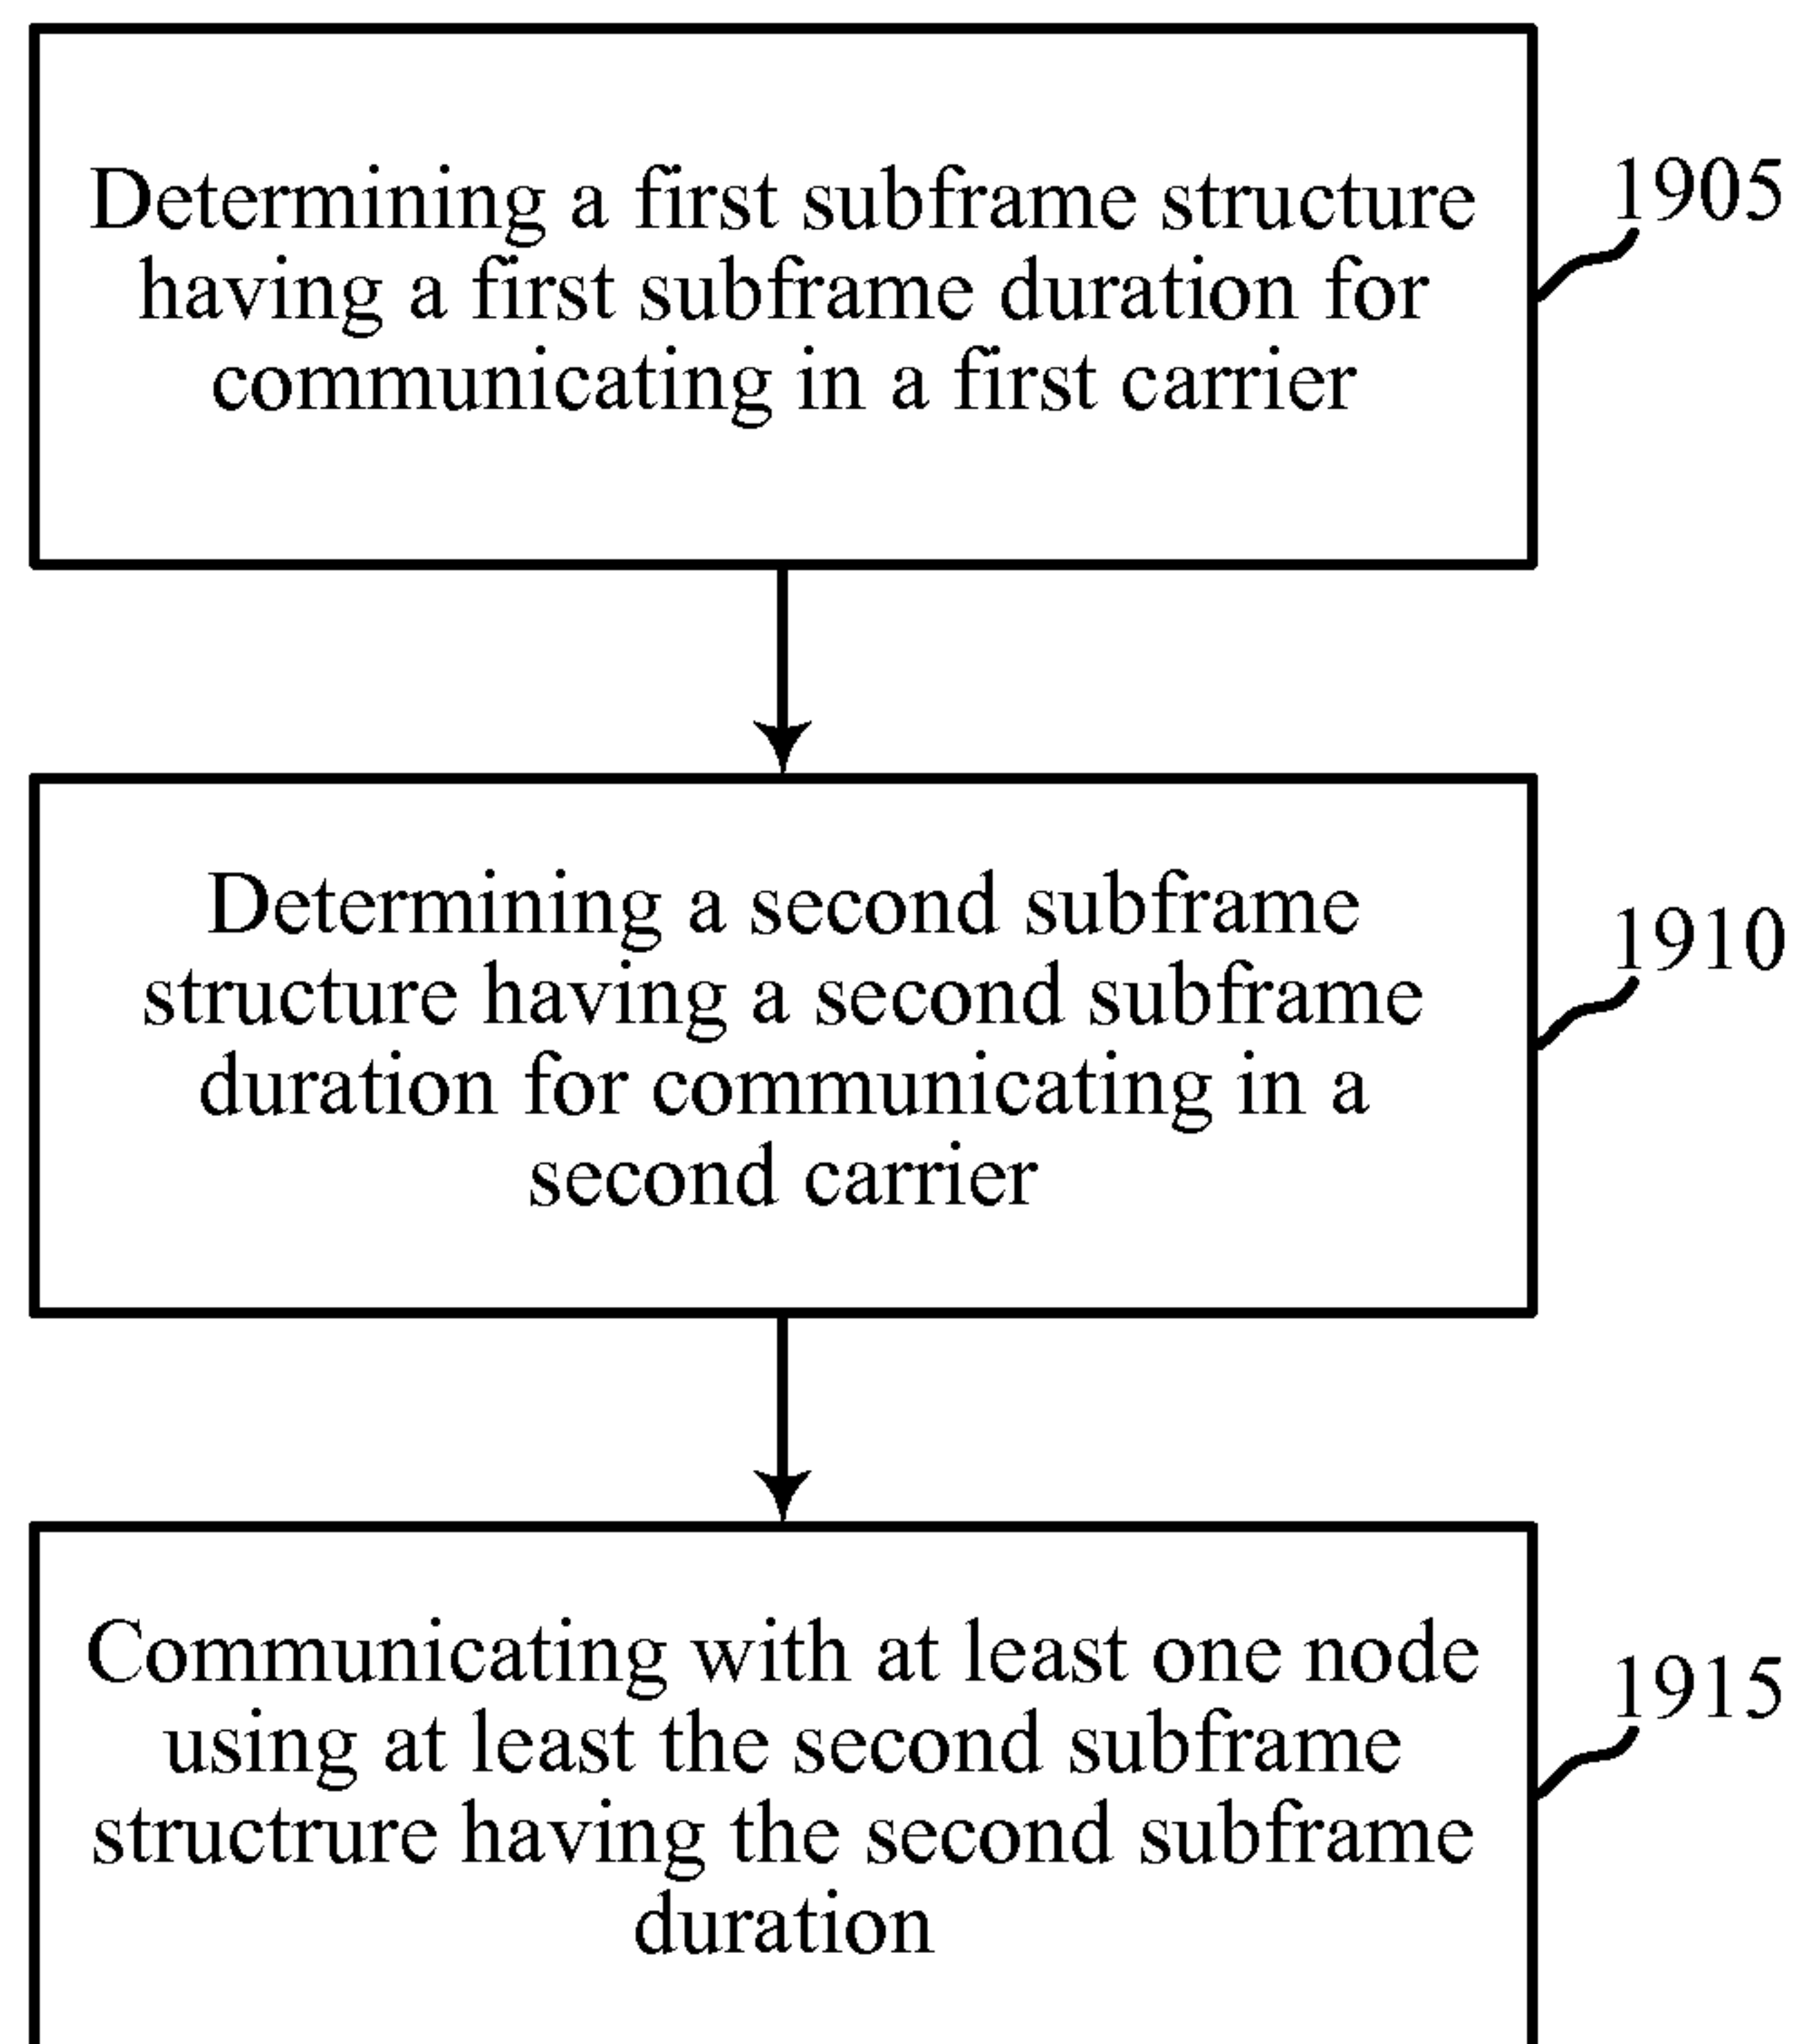 Determining a first subframe structure
having a first subframe duration for
communicating in a first carrier
1905
Determining a second subframe
structure having a second subframe
duration for communicating in a
second carrier
1910
Communicating with at least one node
using at least the second subframe
structrure having the second subframe
duration
1915